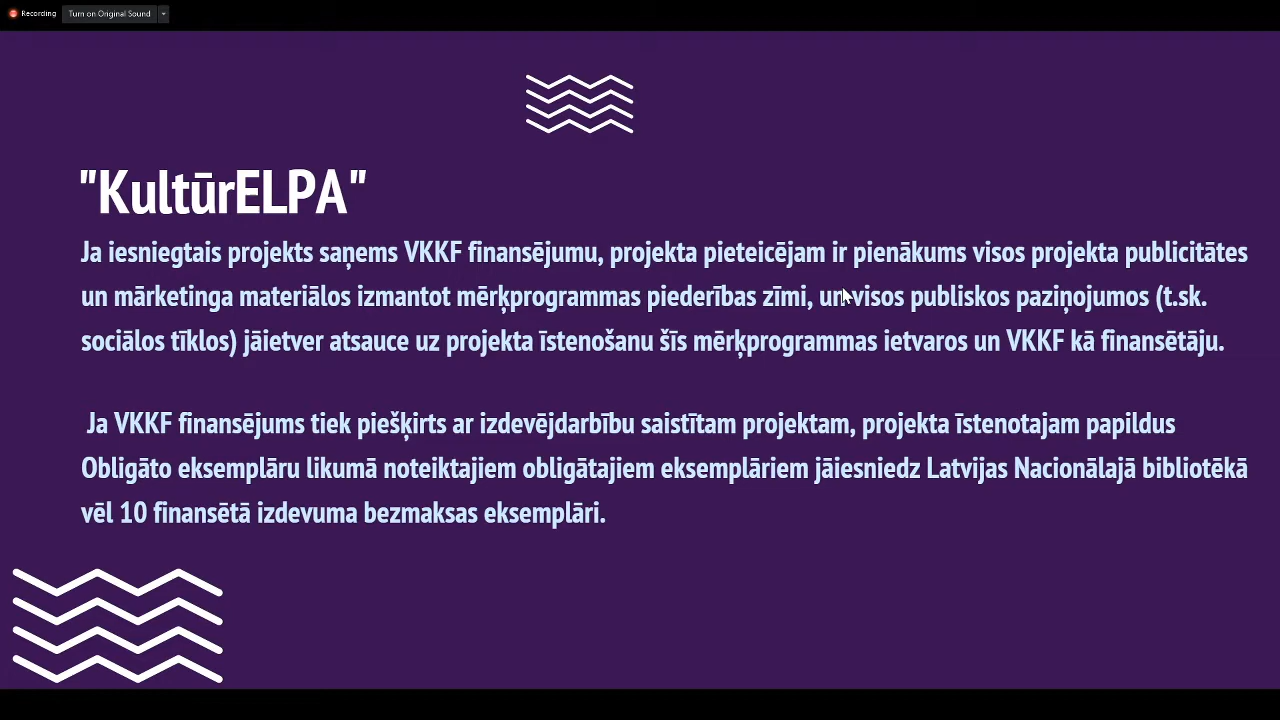 Recording
Turn on Original Sound
"KultūrELPA"
Ja iesniegtais projekts saņems VKKF finansējumu, projekta pieteicējam ir pienākums visos projekta publicitātes
un mārketinga materiālos izmantot mērķprogrammas piederības zīmi, un visos publiskos paziņojumos (t.sk.
sociālos tīklos) jāietver atsauce uz projekta īstenošanu šīs mērķprogrammas ietvaros un VKKF kā finansētāju.
Ja VKKF finansējums tiek piešķirts ar izdevējdarbību saistītam projektam, projekta īstenotajam papildus
Obligāto eksemplāru likumā noteiktajiem obligātajiem eksemplāriem jāiesniedz Latvijas Nacionālajā bibliotēkā
vēl 10 finansētā izdevuma bezmaksas eksemplāri.